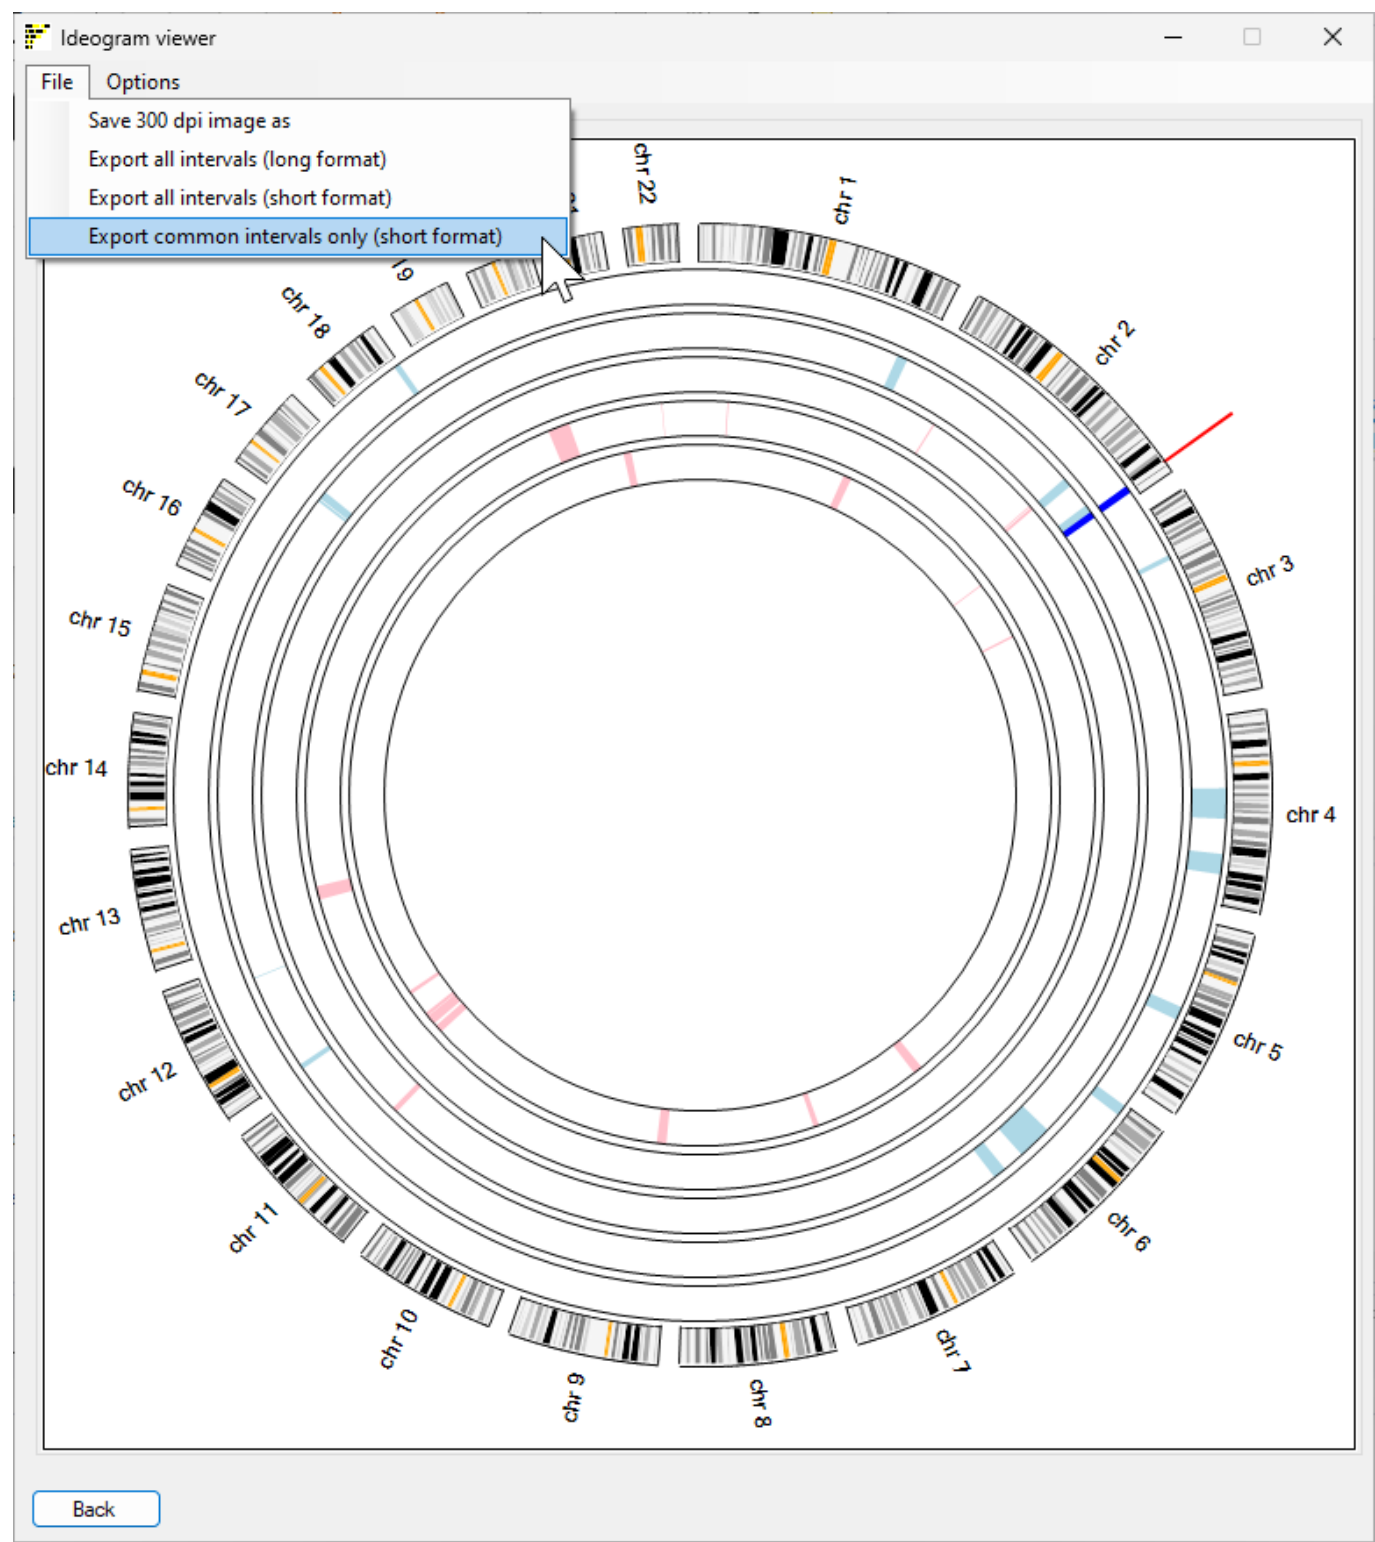 Ideogram viewer
File Options
Save 300 dpi image as
Export all intervals (long format)
Export all intervals (short format)
Export common intervals only (short format)
chr 22
chr 1
chr 2
chr 3
chr 4
chr 5
chr 6
chr 7
chr 8
chr 9
chr 10
chr 11
chr 12
chr 13
chr 14
chr 15
chr 16
chr 17
chr 18
Back